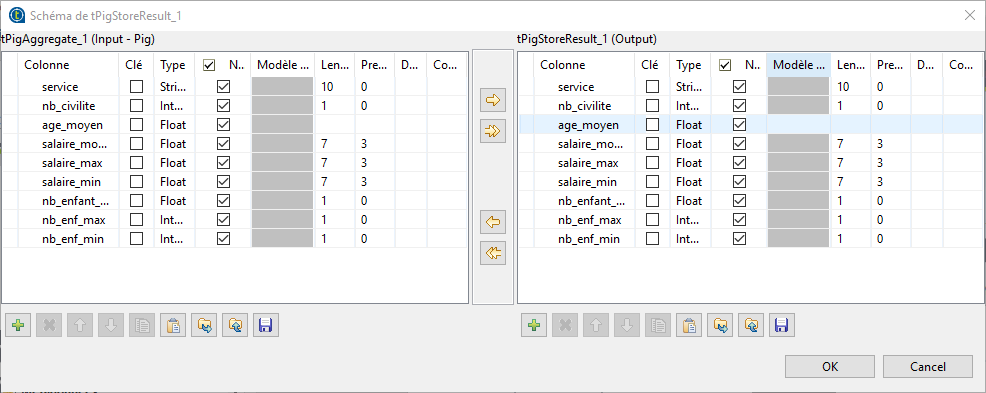 Schéma de tPigStoreResult_1
tPigAggregate_1 (Input - Pig)
Colonne Clé Type N.. Modèle ... Len... Pre... D... Co...
service Stri... 10 0
nb_civilite Int... 1 0
age_moyen Float
salaire_mo... Float 7 3
salaire_max Float 7 3
salaire_min Float 7 3
nb_enfant_... Float 1 0
nb_enf_max Int... 1 0
nb_enf_min Int... 1 0
tPigStoreResult_1 (Output)
Colonne Clé Type N.. Modèle ... Len... Pre... D... Co...
service Stri... 10 0
nb_civilite Int... 1 0
age_moyen Float
salaire_mo... Float 7 3
salaire_max Float 7 3
salaire_min Float 7 3
nb_enfant_... Float 1 0
nb_enf_max Int... 1 0
nb_enf_min Int... 1 0
OK Cancel